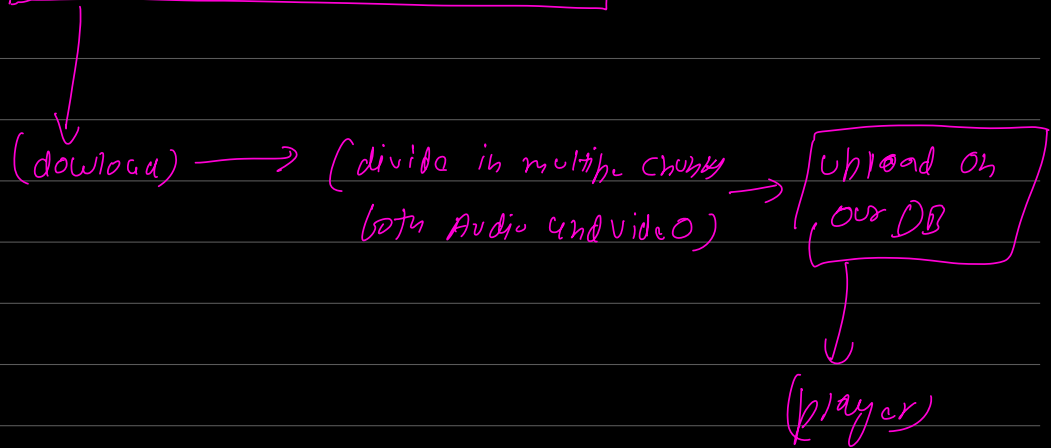 (dowload)
(divide in multiple chunks
both Audio and video)
upload on
our DB
(player)